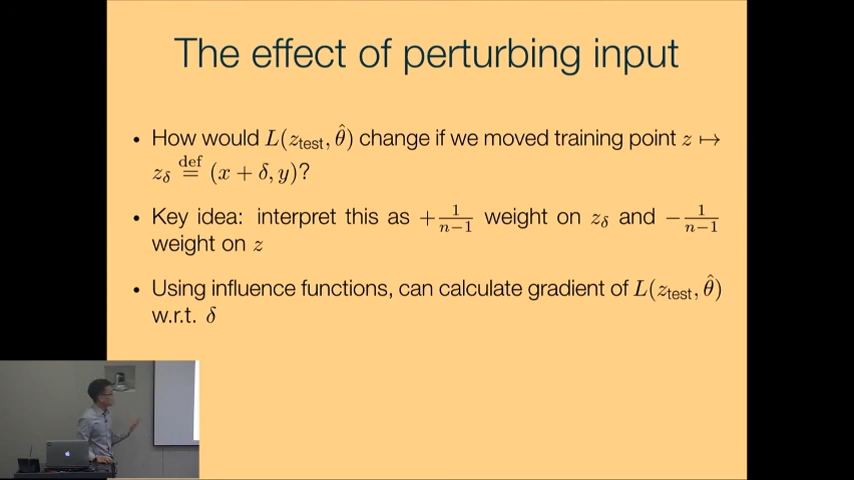 The effect of perturbing input
• How would L(z_test, θ̂) change if we moved training point z ↦
z_δ def= (x + δ, y)?
• Key idea: interpret this as +1/(n−1) weight on z_δ and −1/(n−1)
weight on z
• Using influence functions, can calculate gradient of L(z_test, θ̂)
w.r.t. δ